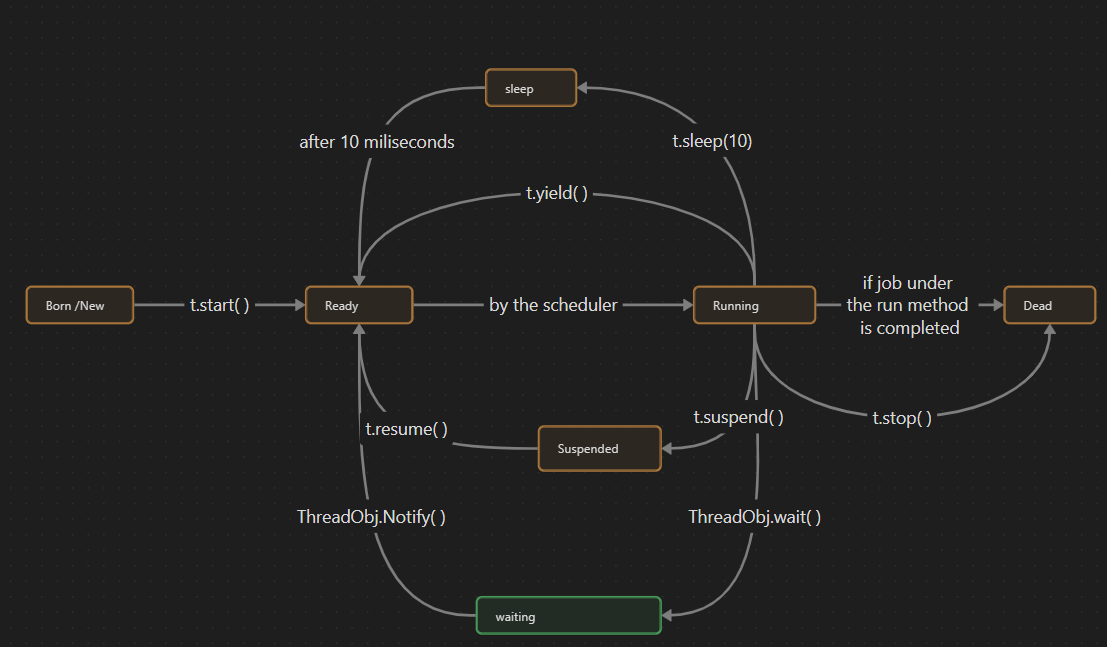 sleep
after 10 miliseconds
t.sleep(10)
t.yield( )
Born /New
t.start( )
Ready
by the scheduler
Running
if job under
the run method
is completed
Dead
t.resume( )
Suspended
t.suspend( )
t.stop( )
ThreadObj.Notify( )
ThreadObj.wait( )
waiting